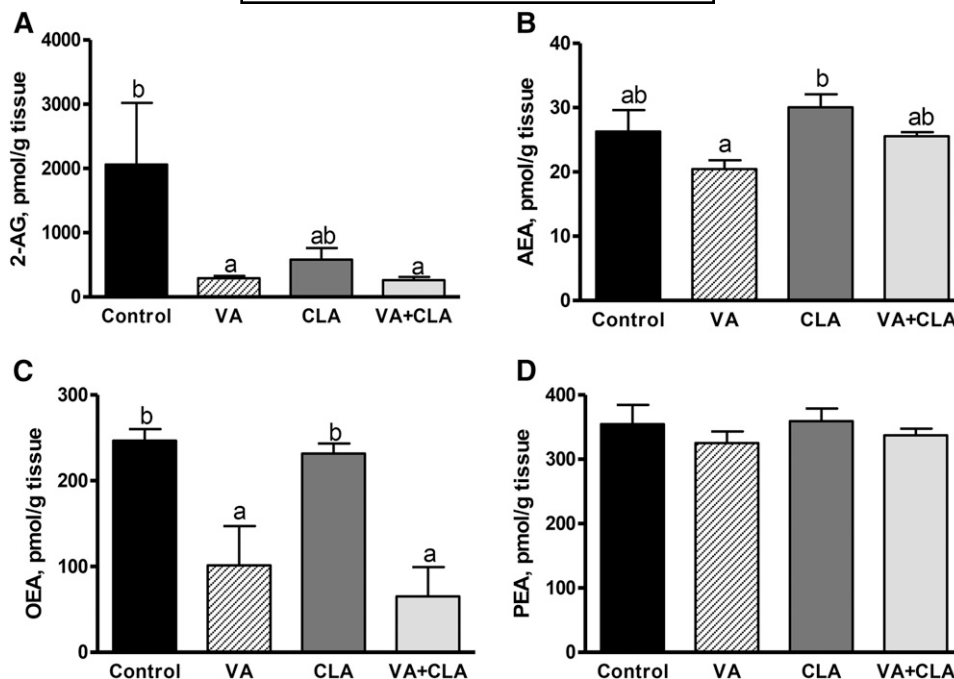 A
2-AG, pmol/g tissue
4000
3000
2000
1000
0
b
a
ab
a
Control VA CLA VA+CLA
B
AEA, pmol/g tissue
40
30
20
10
0
ab
a
b
ab
Control VA CLA VA+CLA
C
OEA, pmol/g tissue
300
200
100
0
b
a
b
a
Control VA CLA VA+CLA
D
PEA, pmol/g tissue
400
300
200
100
0
Control VA CLA VA+CLA